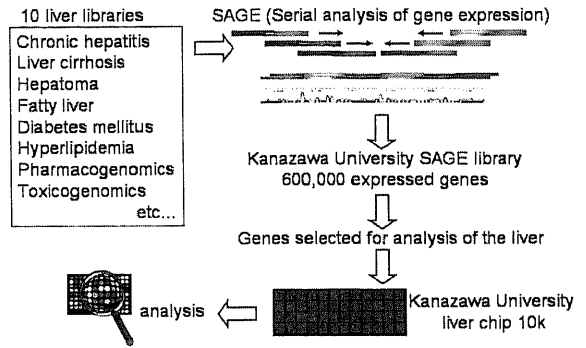 10 liver libraries
Chronic hepatitis
Liver cirrhosis
Hepatoma
Fatty liver
Diabetes mellitus
Hyperlipidemia
Pharmacogenomics
Toxicogenomics
etc...
SAGE (Serial analysis of gene expression)
Kanazawa University SAGE library
600,000 expressed genes
Genes selected for analysis of the liver
Kanazawa University
liver chip 10k
analysis